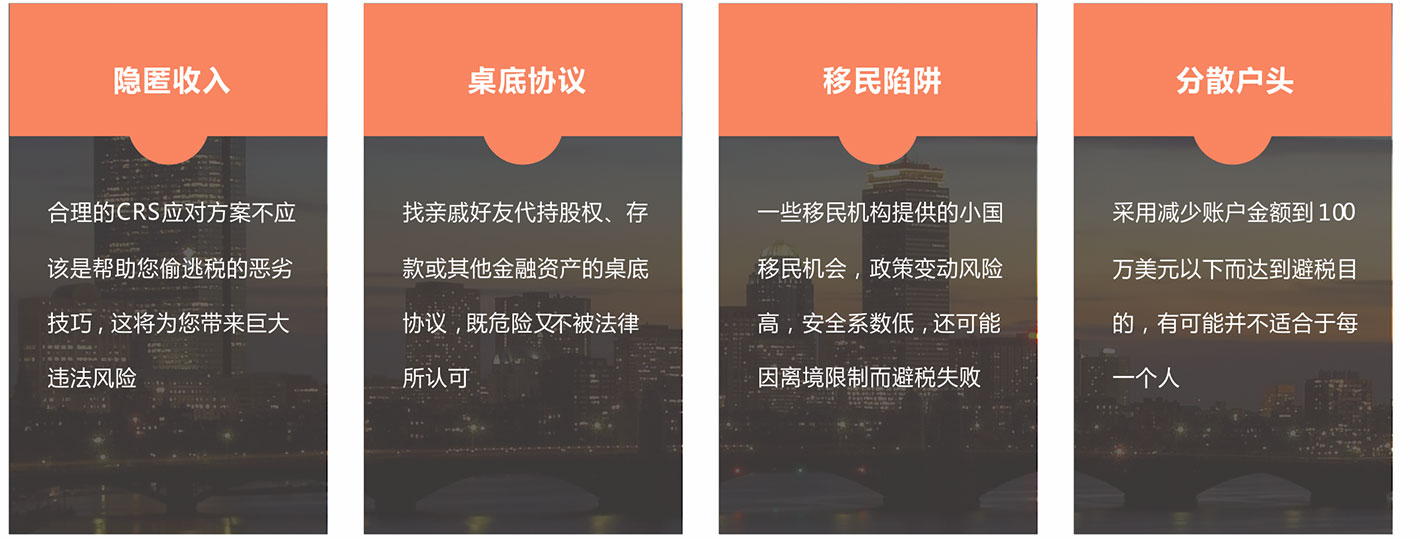 隐匿收入
合理的CRS应对方案不应
该是帮助您偷逃税的恶劣
技巧，这将为您带来巨大
违法风险
桌底协议
找亲戚好友代持股权、存
款或其他金融资产的桌底
协议，既危险又不被法律
所认可
移民陷阱
一些移民机构提供的小国
移民机会，政策变动风险
高，安全系数低，还可能
因离境限制而避税失败
分散户头
采用减少账户金额到100
万美元以下而达到避税目
的，有可能并不适合于每
一个人